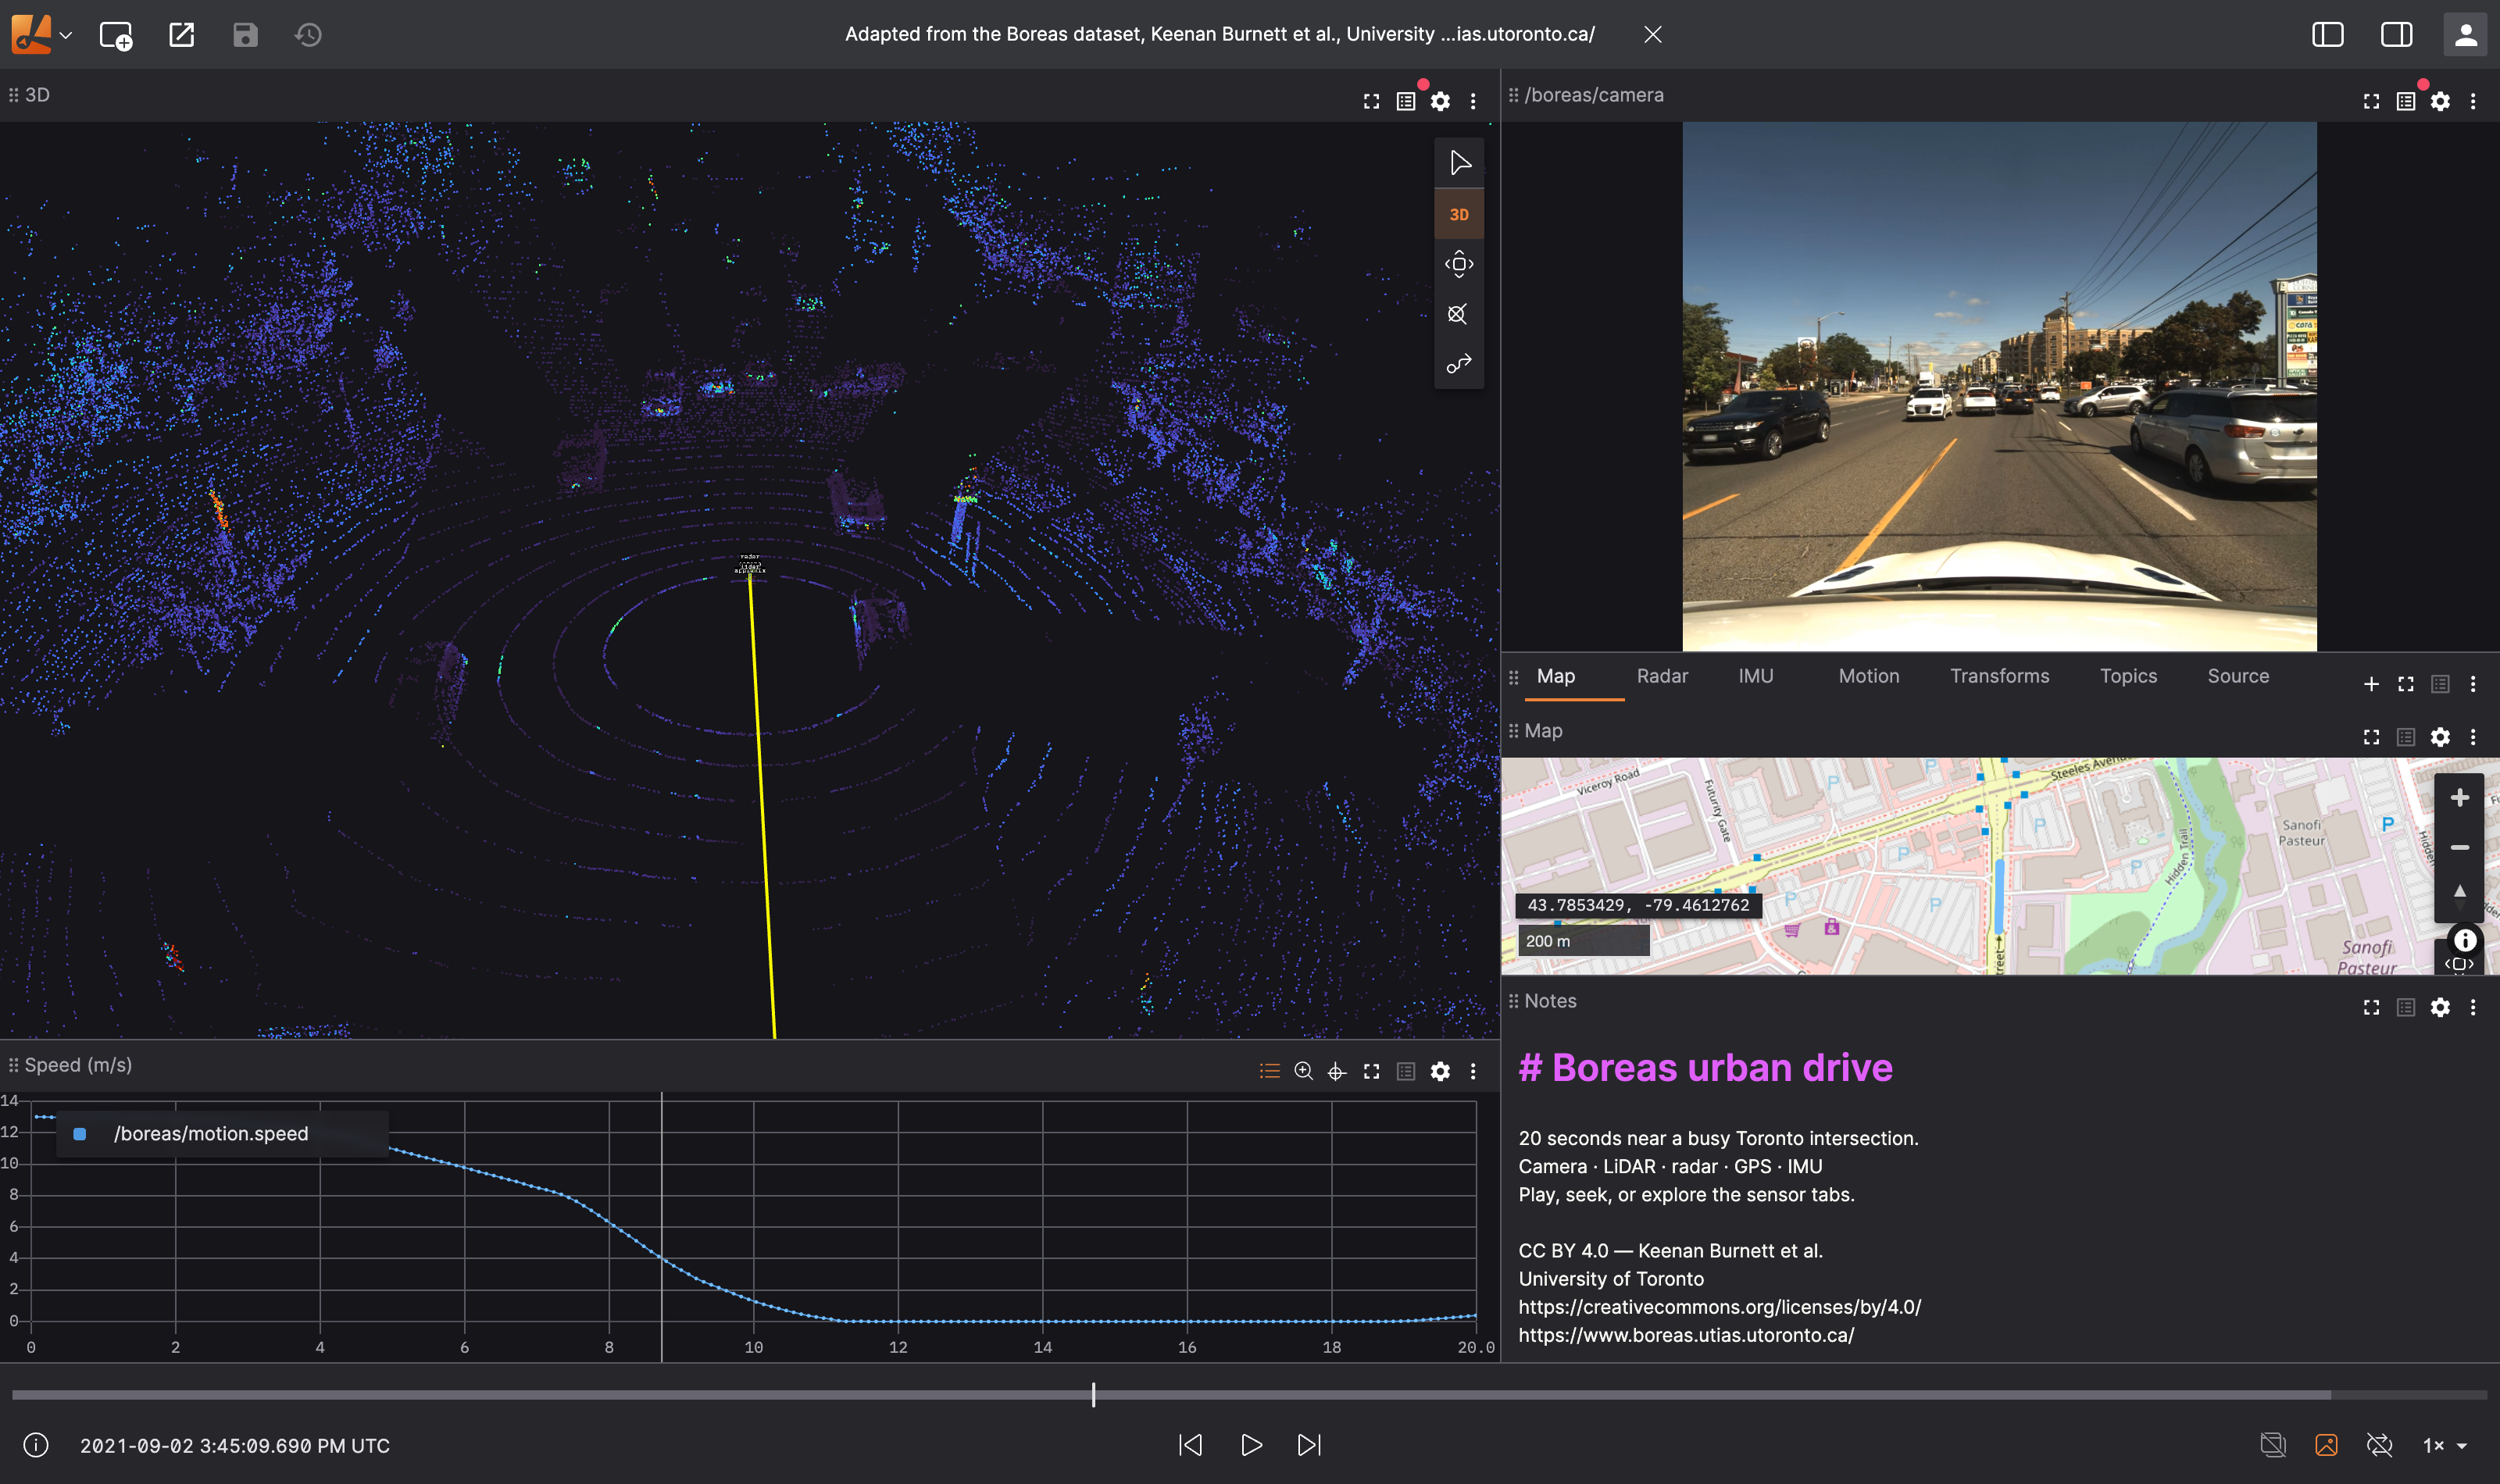 Adapted from the Boreas dataset, Keenan Burnett et al., University ...ias.utoronto.ca/
3D
3D
radar
lidar
applanix
/boreas/camera
Map
Radar
IMU
Motion
Transforms
Topics
Source
Map
Viceroy Road
Futurity Gate
Steeles Avenu
Hidden Trail
Sanofi
Pasteur
Hidden
43.7853429, -79.4612762
200 m
Sanofi
Pasteur
treet
Notes
# Boreas urban drive
20 seconds near a busy Toronto intersection.
Camera · LiDAR · radar · GPS · IMU
Play, seek, or explore the sensor tabs.
CC BY 4.0 — Keenan Burnett et al.
University of Toronto
https://creativecommons.org/licenses/by/4.0/
https://www.boreas.utias.utoronto.ca/
Speed (m/s)
/boreas/motion.speed
14
12
10
8
6
4
2
0
0 2 4 6 8 10 12 14 16 18 20.0
2021-09-02 3:45:09.690 PM UTC
1×